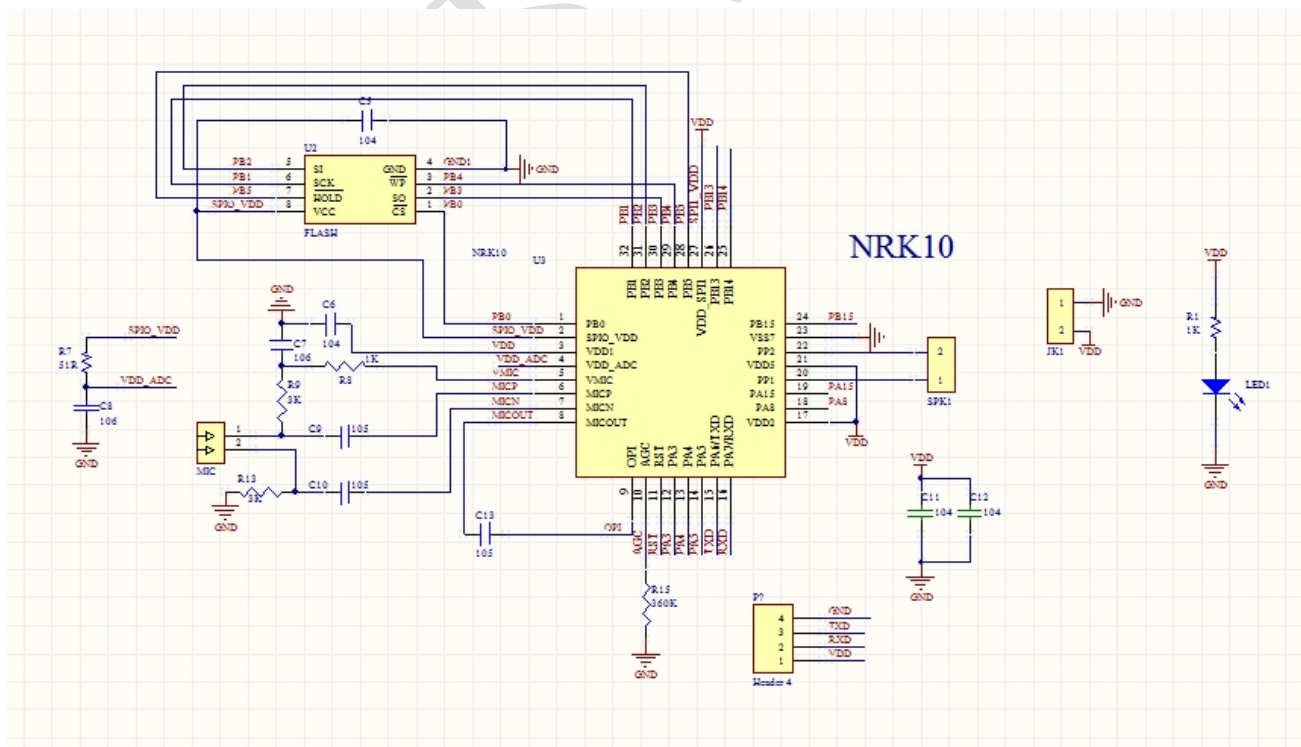 C5
104
U2
PB2 5 SI GND 4 GND1 GND
PB1 6 SCK WP 3 PB4
PB5 7 HOLD SO 2 PB3
SPIO_VDD 8 VCC CS 1 PB0
FLASH
VDD
PB1 PB2 PB3 PB4 PB5 SPI1_VDD PB13 PB14
32 31 30 29 28 27 26 25
PB1 PB2 PB3 PB4 PB5 VDD_SPI1 PB13 PB14
NRK10 U3
NRK10
PB0 1 PB0
SPIO_VDD 2 SPIO_VDD
VDD 3 VDD1
VDD_ADC 4 VDD_ADC
VMIC 5 VMIC
MICP 6 MICP
MICN 7 MICN
MICOUT 8 MICOUT
PB15 24 PB15
VSS7 23
PP2 22
VDD5 21
PP1 20
PA15 19 PA15
PA8 18 PA8
VDD2 17
VDD
2
1
SPK1
OPI AGC RST PA3 PA4 PA5 PA6/TXD PA7/RXD
9 10 11 12 13 14 15 16
OPI AGC RST PA3 PA4 PA5 TXD RXD
GND
C6
104
C7
106
1K
R8
R9
3K
SPIO_VDD
R7
51R
VDD_ADC
C8
106
GND
1
2
MIC
C9 105
R13
3K
C10 105
GND
C13
105
R15
360K
GND
1 GND
2
JK1 VDD
VDD
R1
1K
LED1
GND
VDD
C11
104
C12
104
GND
P?
4 GND
3 TXD
2 RXD
1 VDD
Header 4